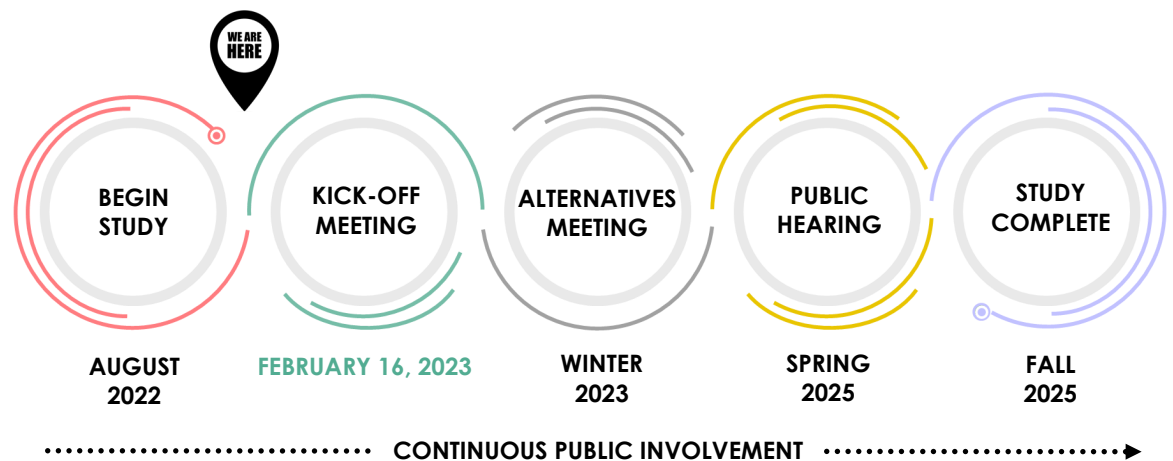 WE ARE
HERE
BEGIN
STUDY
KICK-OFF
MEETING
ALTERNATIVES
MEETING
PUBLIC
HEARING
STUDY
COMPLETE
AUGUST
2022
FEBRUARY 16, 2023
WINTER
2023
SPRING
2025
FALL
2025
CONTINUOUS PUBLIC INVOLVEMENT